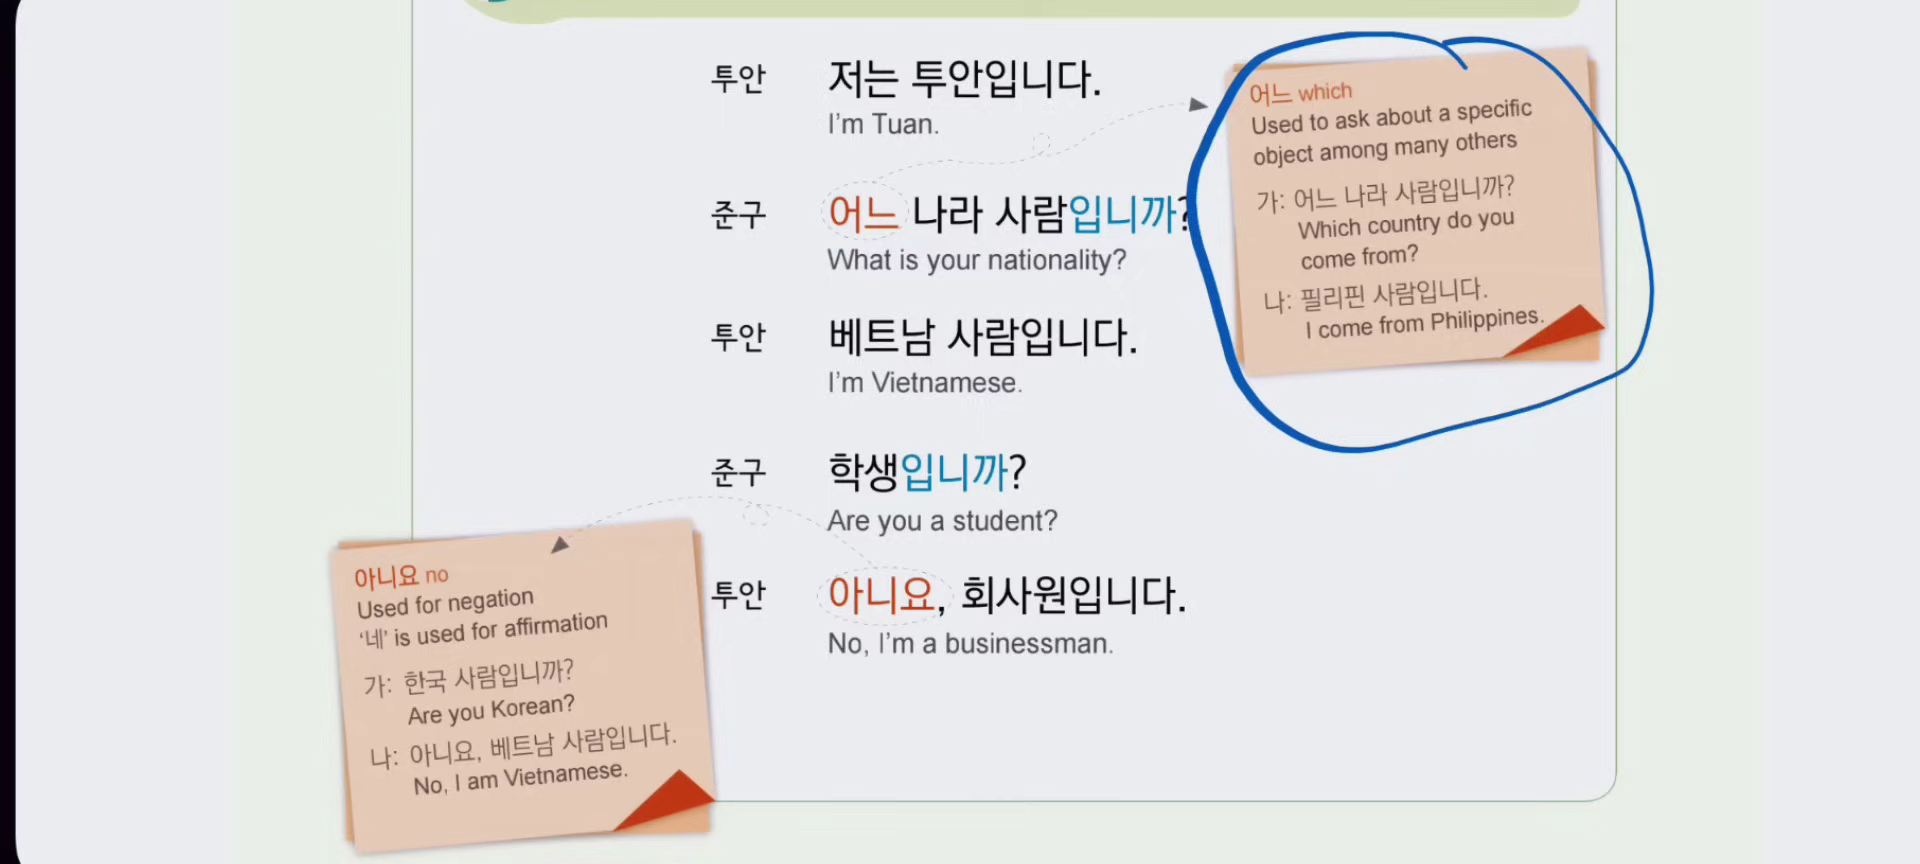 투안 저는 투안입니다.
I'm Tuan.
준구 어느 나라 사람입니까?
What is your nationality?
투안 베트남 사람입니다.
I'm Vietnamese.
준구 학생입니까?
Are you a student?
투안 아니요, 회사원입니다.
No, I'm a businessman.
어느 which
Used to ask about a specific
object among many others
가: 어느 나라 사람입니까?
Which country do you
come from?
나: 필리핀 사람입니다.
I come from Philippines.
아니요 no
Used for negation
'네' is used for affirmation
가: 한국 사람입니까?
Are you Korean?
나: 아니요, 베트남 사람입니다.
No, I am Vietnamese.